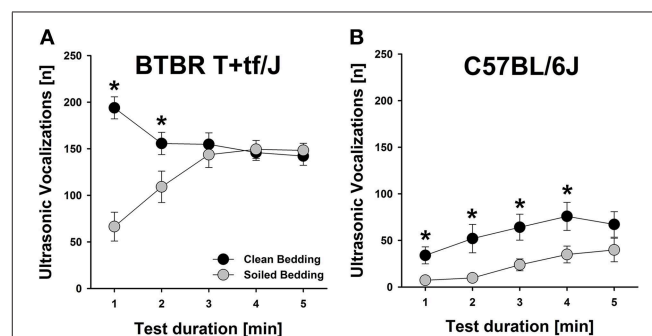 A
BTBR T+tf/J
Ultrasonic Vocalizations [n]
250
200
150
100
50
0
* *
Clean Bedding
Soiled Bedding
1 2 3 4 5
Test duration [min]
B
C57BL/6J
Ultrasonic Vocalizations [n]
250
200
150
100
50
0
* * * *
1 2 3 4 5
Test duration [min]